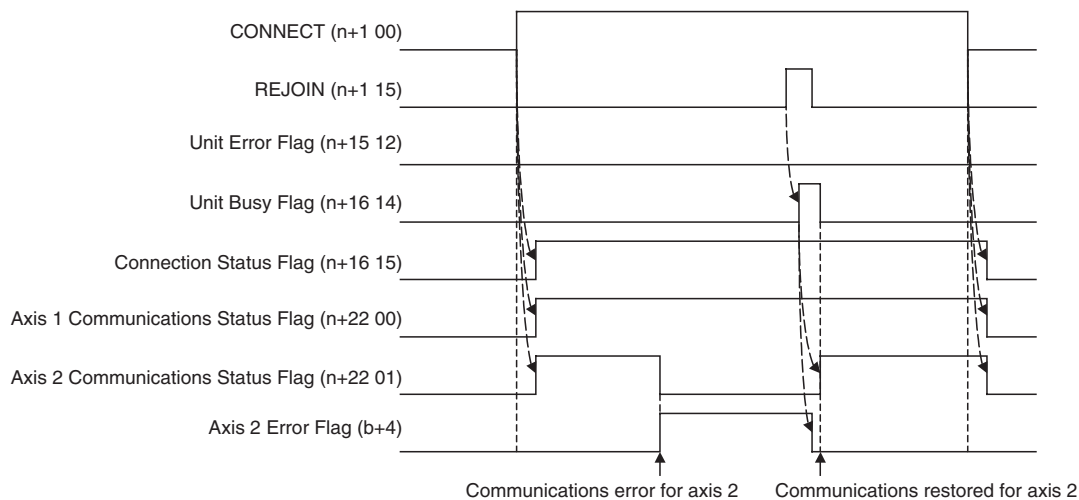 CONNECT (n+1 00)
REJOIN (n+1 15)
Unit Error Flag (n+15 12)
Unit Busy Flag (n+16 14)
Connection Status Flag (n+16 15)
Axis 1 Communications Status Flag (n+22 00)
Axis 2 Communications Status Flag (n+22 01)
Axis 2 Error Flag (b+4)
Communications error for axis 2
Communications restored for axis 2